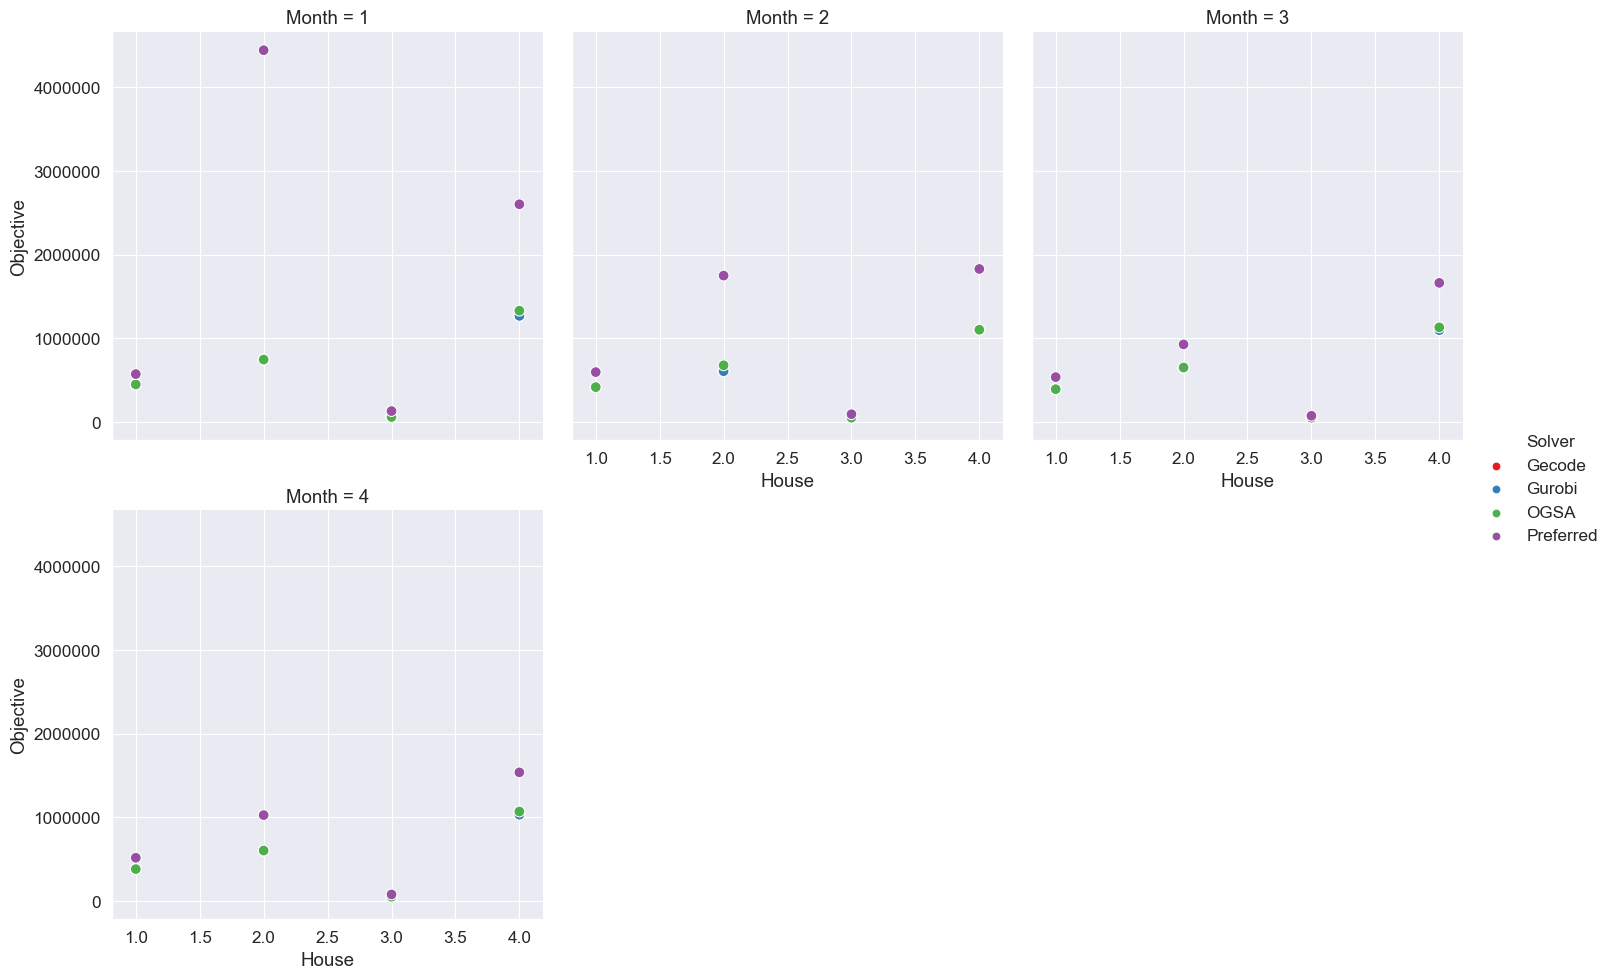 Month = 1
Month = 2
Month = 3
4000000
3000000
2000000
1000000
0
Objective
1.0 1.5 2.0 2.5 3.0 3.5 4.0
House
1.0 1.5 2.0 2.5 3.0 3.5 4.0
House
Solver
Gecode
Gurobi
OGSA
Preferred
Month = 4
4000000
3000000
2000000
1000000
0
Objective
1.0 1.5 2.0 2.5 3.0 3.5 4.0
House